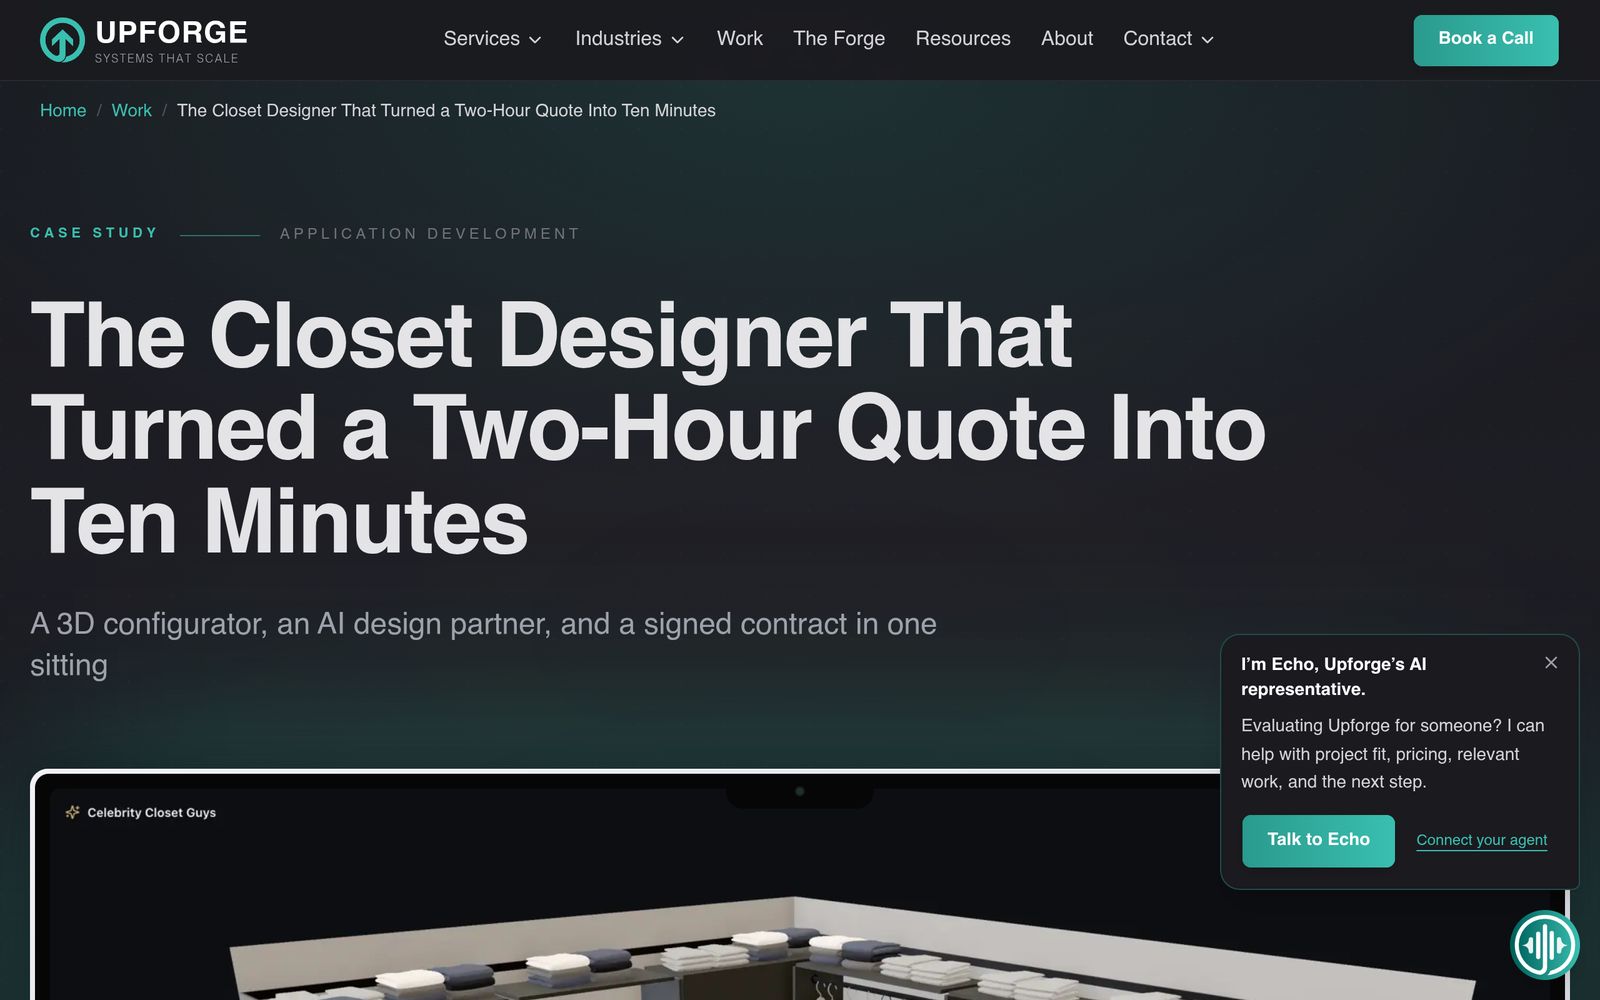 UPFORGE
SYSTEMS THAT SCALE
Services
Industries
Work
The Forge
Resources
About
Contact
Book a Call
Home / Work / The Closet Designer That Turned a Two-Hour Quote Into Ten Minutes
CASE STUDY
APPLICATION DEVELOPMENT
The Closet Designer That
Turned a Two-Hour Quote Into
Ten Minutes
A 3D configurator, an AI design partner, and a signed contract in one
sitting
Celebrity Closet Guys
I’m Echo, Upforge’s AI
representative.
Evaluating Upforge for someone? I can
help with project fit, pricing, relevant
work, and the next step.
Talk to Echo
Connect your agent